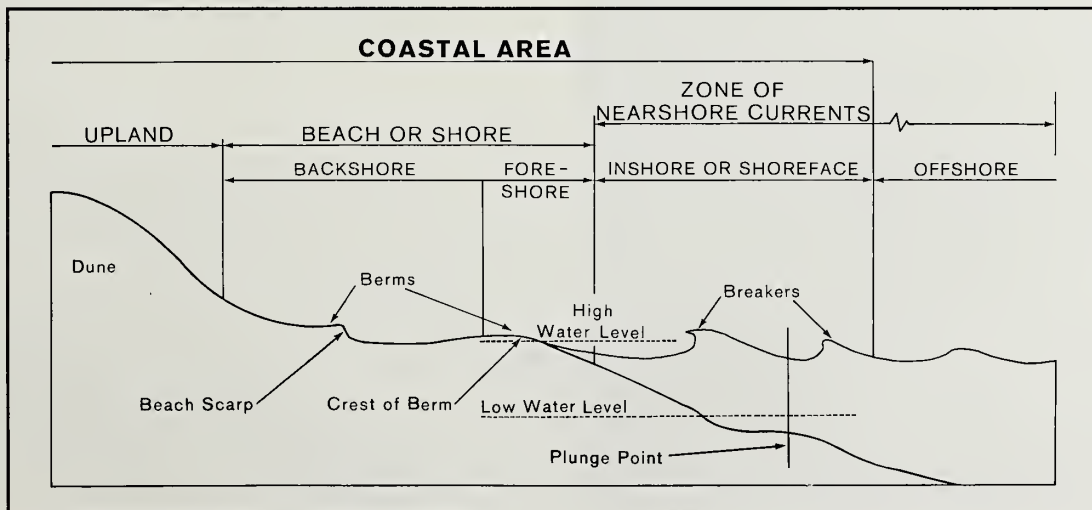 COASTAL AREA
ZONE OF
NEARSHORE CURRENTS
UPLAND
BEACH OR SHORE
BACKSHORE
FORE-
SHORE
INSHORE OR SHOREFACE
OFFSHORE
Dune
Berms
High
Water Level
Breakers
Beach Scarp
Crest of Berm
Low Water Level
Plunge Point